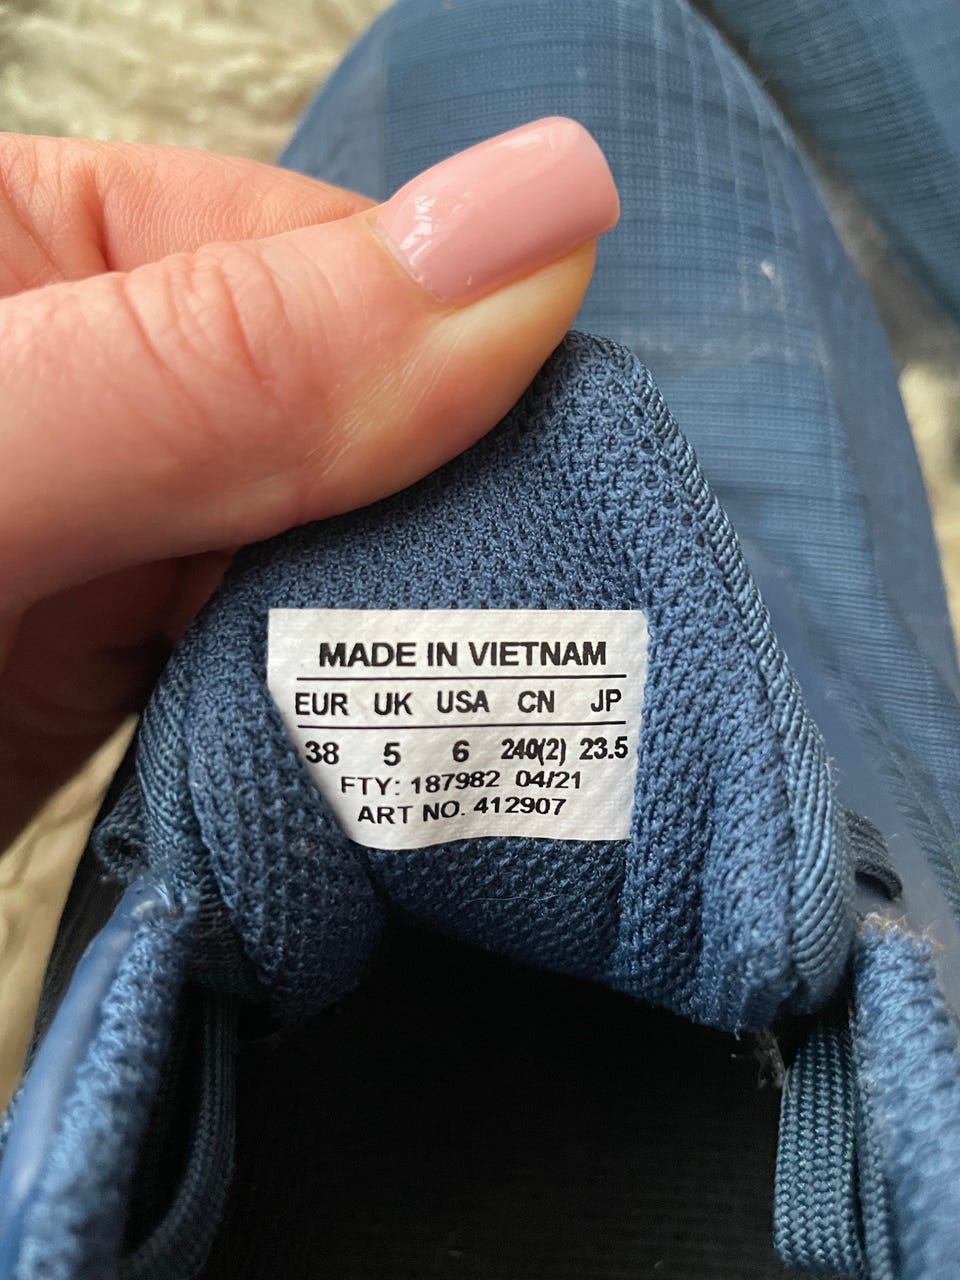 MADE IN VIETNAM
EUR UK USA CN JP
38 5 6 240(2) 23.5
FTY: 187982 04/21
ART NO. 412907